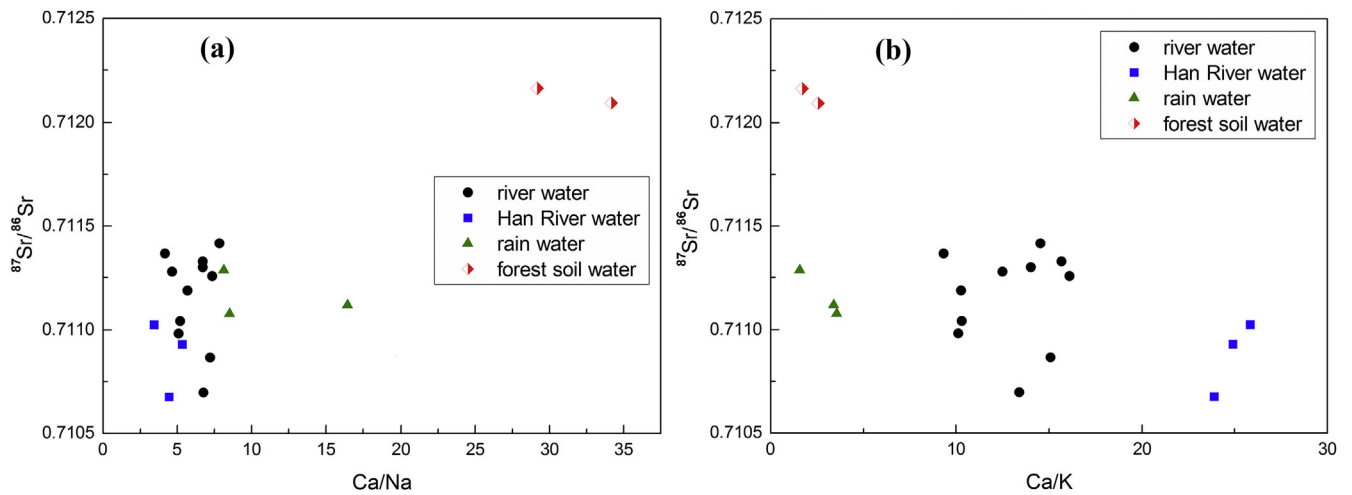 (a)
0.7125
0.7120
0.7115
0.7110
0.7105
⁸⁷Sr/⁸⁶Sr
river water
Han River water
rain water
forest soil water
0 5 10 15 20 25 30 35
Ca/Na
(b)
0.7125
0.7120
0.7115
0.7110
0.7105
⁸⁷Sr/⁸⁶Sr
river water
Han River water
rain water
forest soil water
0 10 20 30
Ca/K